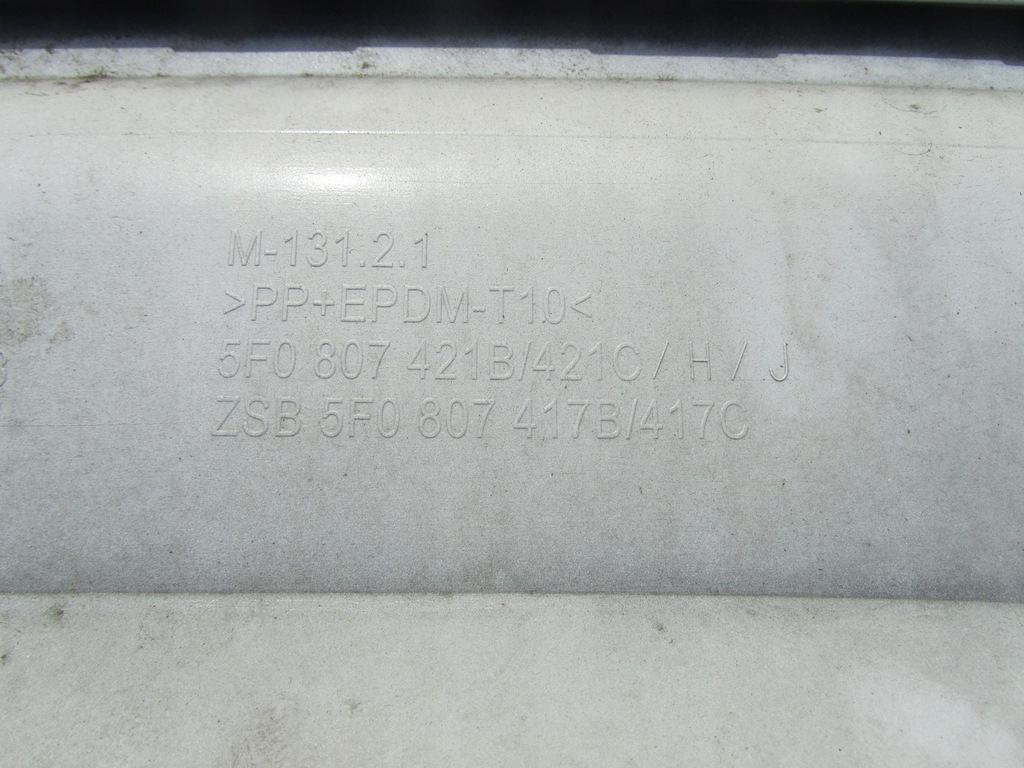 M-131.2.1
>PP+EPDM-T10<
5F0 807 421B/421C / H / J
ZSB 5F0 807 417B/417C